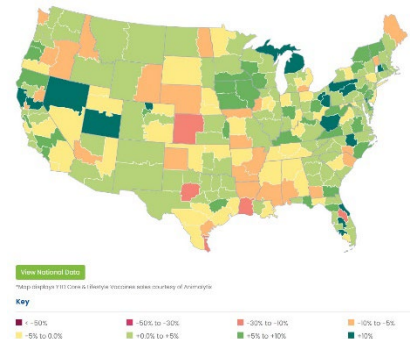 View National Data
*Map displays YTD Core & Lifestyle Vaccines sales courtesy of Animalytix
Key
< -50%
-50% to -30%
-30% to -10%
-10% to -5%
-5% to 0.0%
+0.0% to +5%
+5% to +10%
+10%